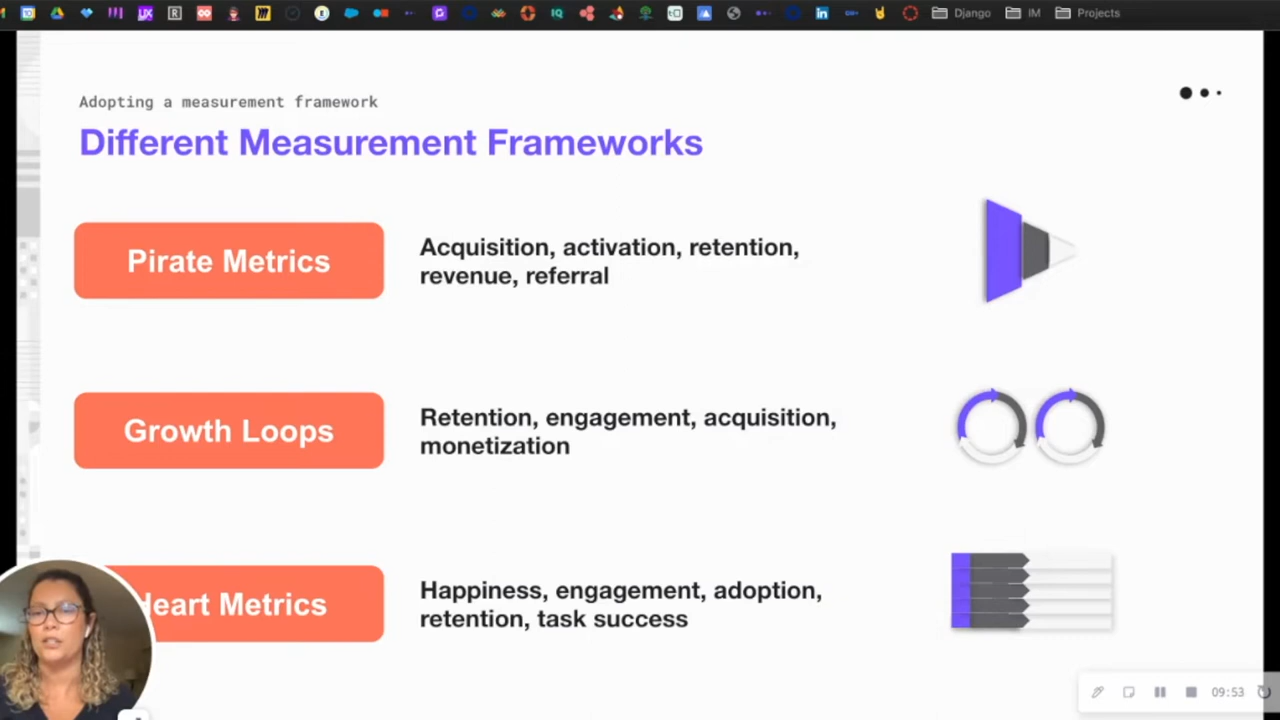 Django IM Projects
Adopting a measurement framework
Different Measurement Frameworks
Pirate Metrics
Acquisition, activation, retention,
revenue, referral
Growth Loops
Retention, engagement, acquisition,
monetization
Heart Metrics
Happiness, engagement, adoption,
retention, task success
09:53